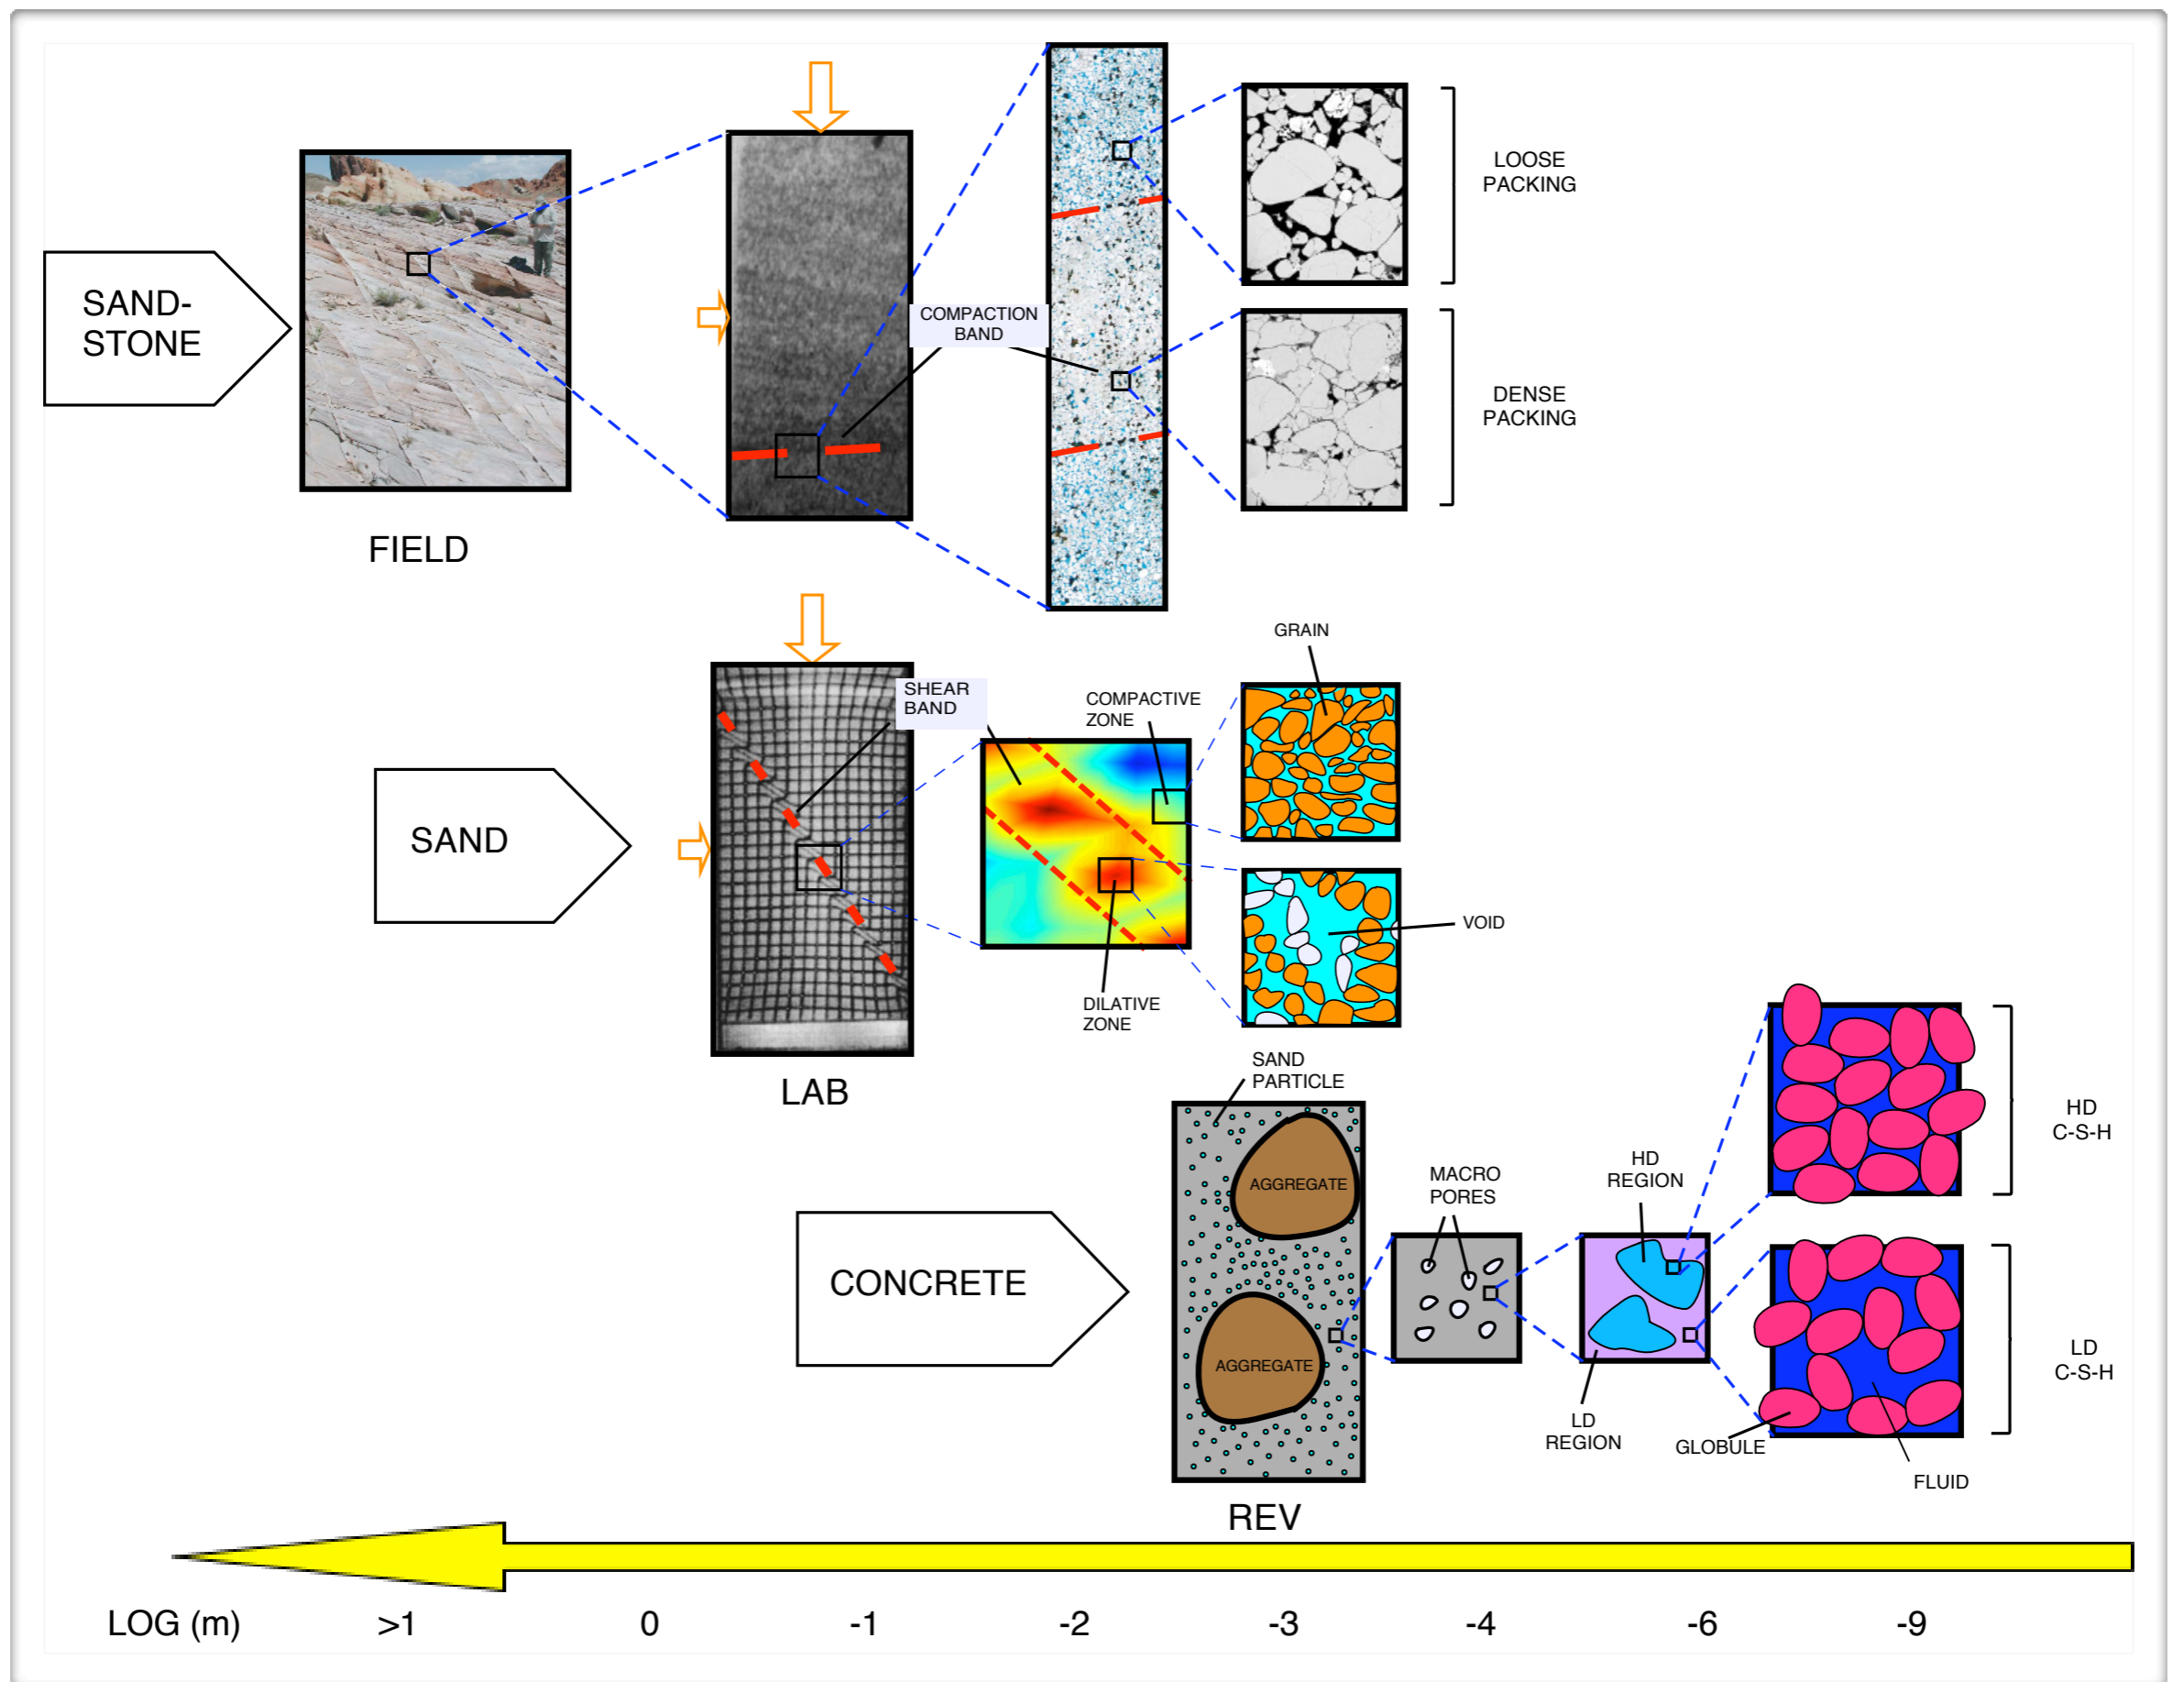 SAND-
STONE
FIELD
COMPACTION
BAND
LOOSE
PACKING
DENSE
PACKING
SAND
SHEAR
BAND
COMPACTIVE
ZONE
GRAIN
VOID
DILATIVE
ZONE
LAB
CONCRETE
SAND
PARTICLE
AGGREGATE
AGGREGATE
REV
MACRO
PORES
HD
REGION
LD
REGION
HD
C-S-H
LD
C-S-H
GLOBULE
FLUID
LOG (m) >1 0 -1 -2 -3 -4 -6 -9